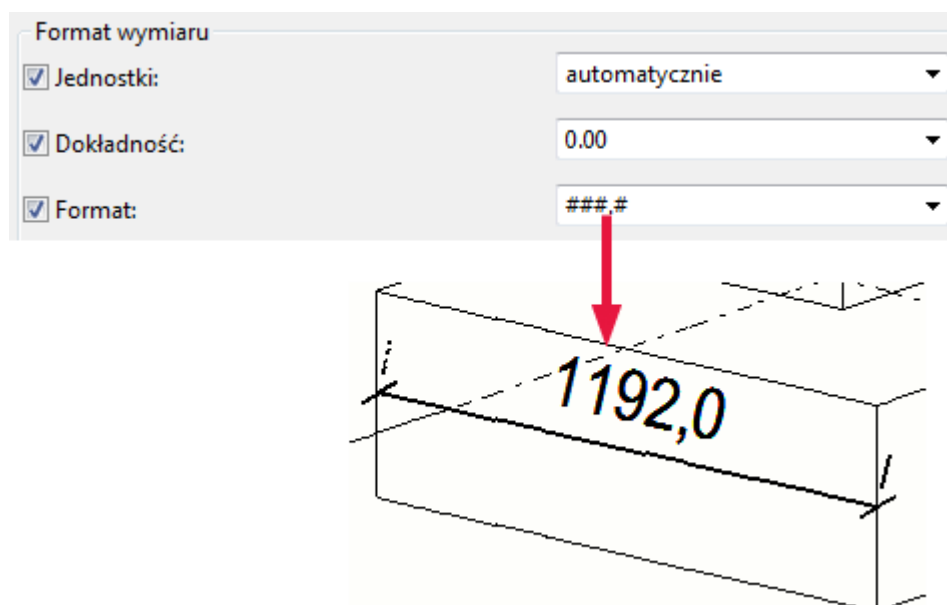 Format wymiaru
Jednostki: automatycznie
Dokładność: 0.00
Format: ###,#
1192,0